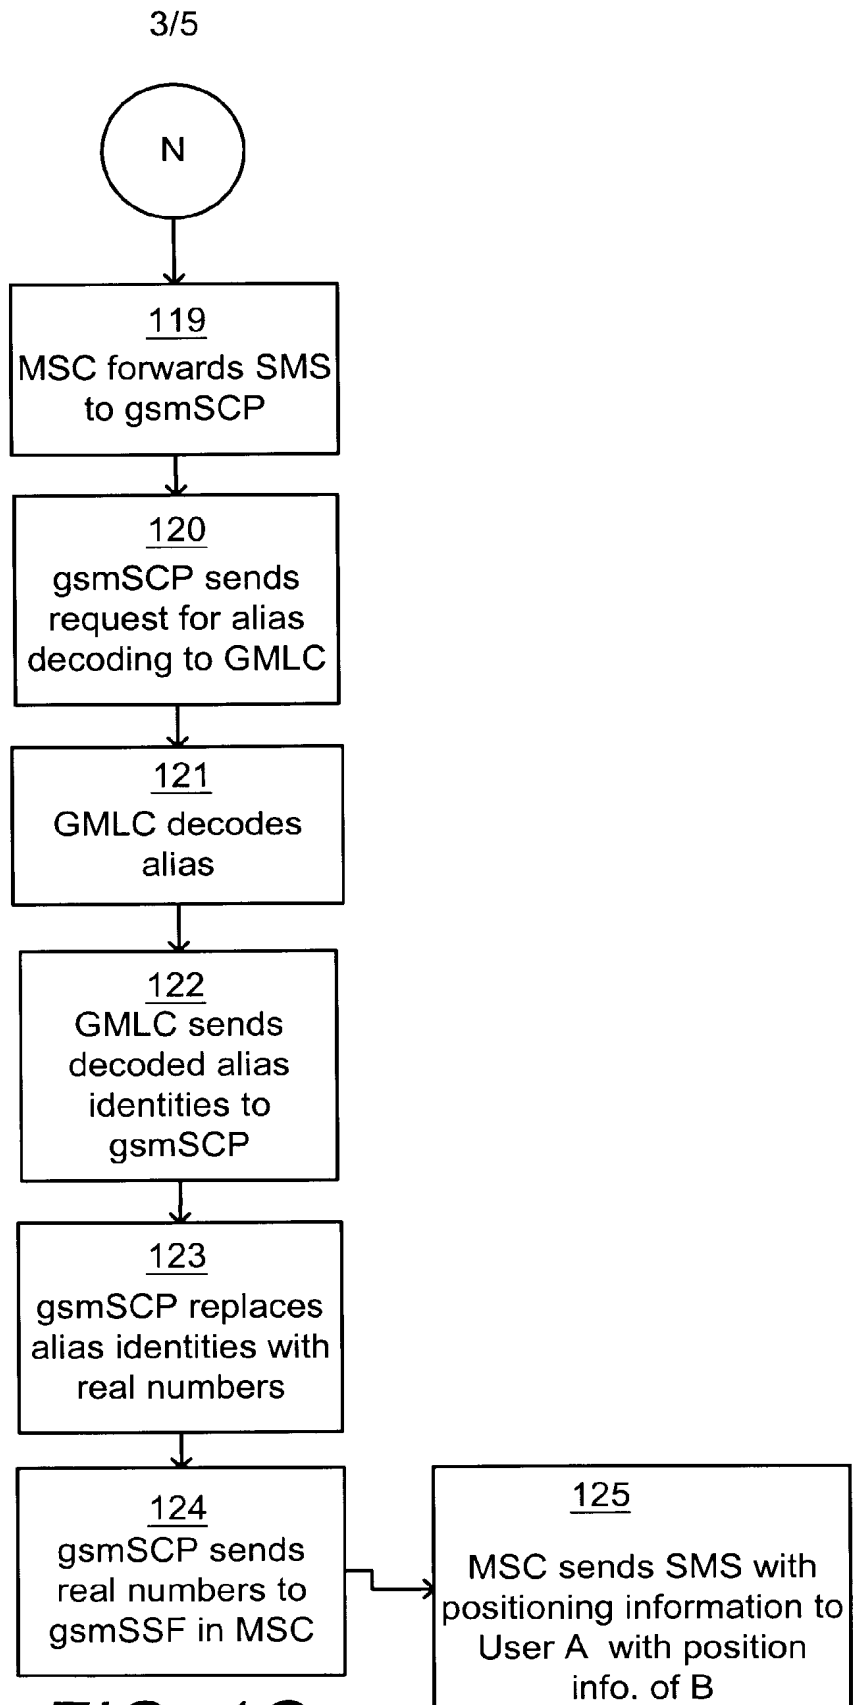 3/5
N
119
MSC forwards SMS
to gsmSCP
120
gsmSCP sends
request for alias
decoding to GMLC
121
GMLC decodes
alias
122
GMLC sends
decoded alias
identities to
gsmSCP
123
gsmSCP replaces
alias identities with
real numbers
124
gsmSCP sends
real numbers to
gsmSSF in MSC
125
MSC sends SMS with
positioning information to
User A with position
info. of B